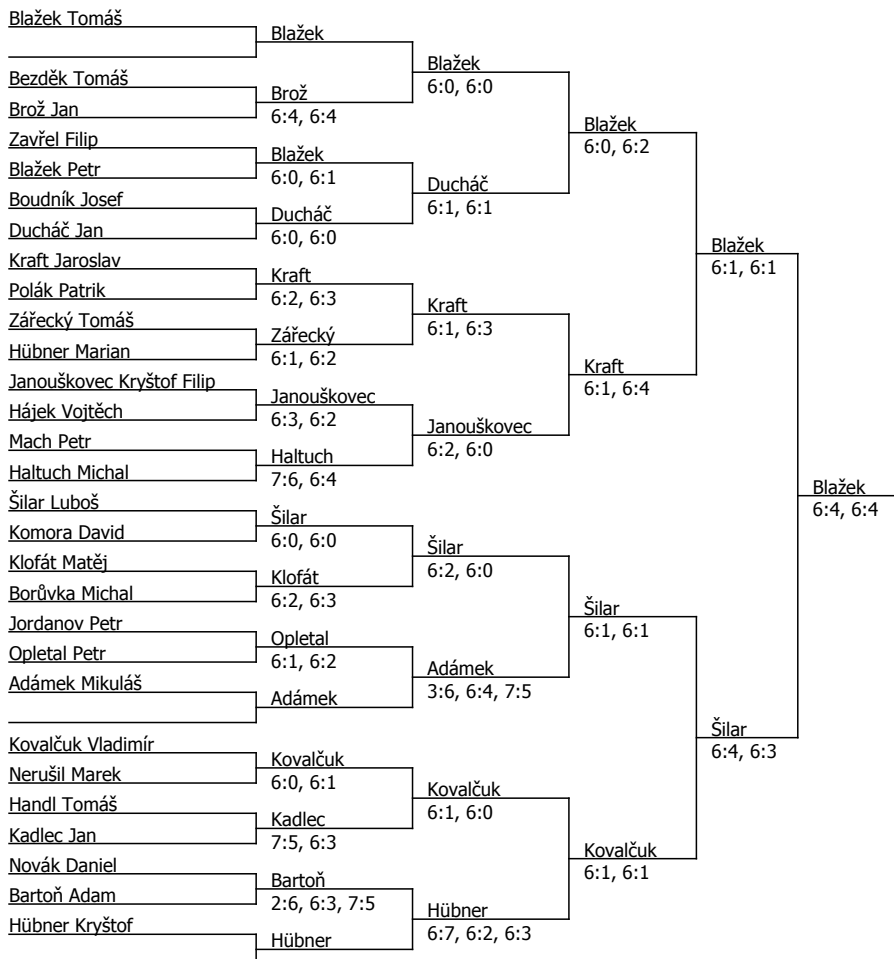 Blažek Tomáš
Bezděk Tomáš
Brož Jan
Zavřel Filip
Blažek Petr
Boudník Josef
Ducháč Jan
Kraft Jaroslav
Polák Patrik
Zářecký Tomáš
Hübner Marian
Janouškovec Kryštof Filip
Hájek Vojtěch
Mach Petr
Haltuch Michal
Šilar Luboš
Komora David
Klofát Matěj
Borůvka Michal
Jordanov Petr
Opletal Petr
Adámek Mikuláš
Kovalčuk Vladimír
Nerušil Marek
Handl Tomáš
Kadlec Jan
Novák Daniel
Bartoň Adam
Hübner Kryštof
Blažek
Brož
6:4, 6:4
Blažek
6:0, 6:1
Ducháč
6:0, 6:0
Kraft
6:2, 6:3
Zářecký
6:1, 6:2
Janouškovec
6:3, 6:2
Haltuch
7:6, 6:4
Šilar
6:0, 6:0
Klofát
6:2, 6:3
Opletal
6:1, 6:2
Adámek
Kovalčuk
6:0, 6:1
Kadlec
7:5, 6:3
Bartoň
2:6, 6:3, 7:5
Hübner
Blažek
6:0, 6:0
Ducháč
6:1, 6:1
Kraft
6:1, 6:3
Janouškovec
6:2, 6:0
Šilar
6:2, 6:0
Adámek
3:6, 6:4, 7:5
Kovalčuk
6:1, 6:0
Hübner
6:7, 6:2, 6:3
Blažek
6:0, 6:2
Kraft
6:1, 6:4
Šilar
6:1, 6:1
Kovalčuk
6:1, 6:1
Blažek
6:1, 6:1
Šilar
6:4, 6:3
Blažek
6:4, 6:4